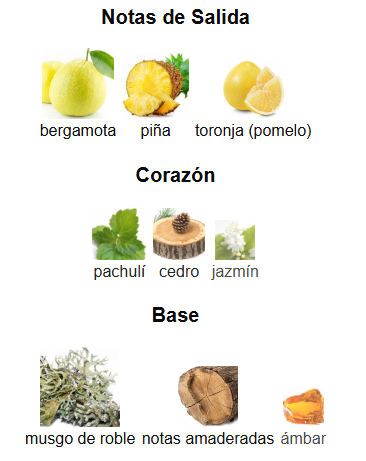 Notas de Salida
bergamota piña toronja (pomelo)
Corazón
pachulí cedro jazmín
Base
musgo de roble notas amaderadas ámbar